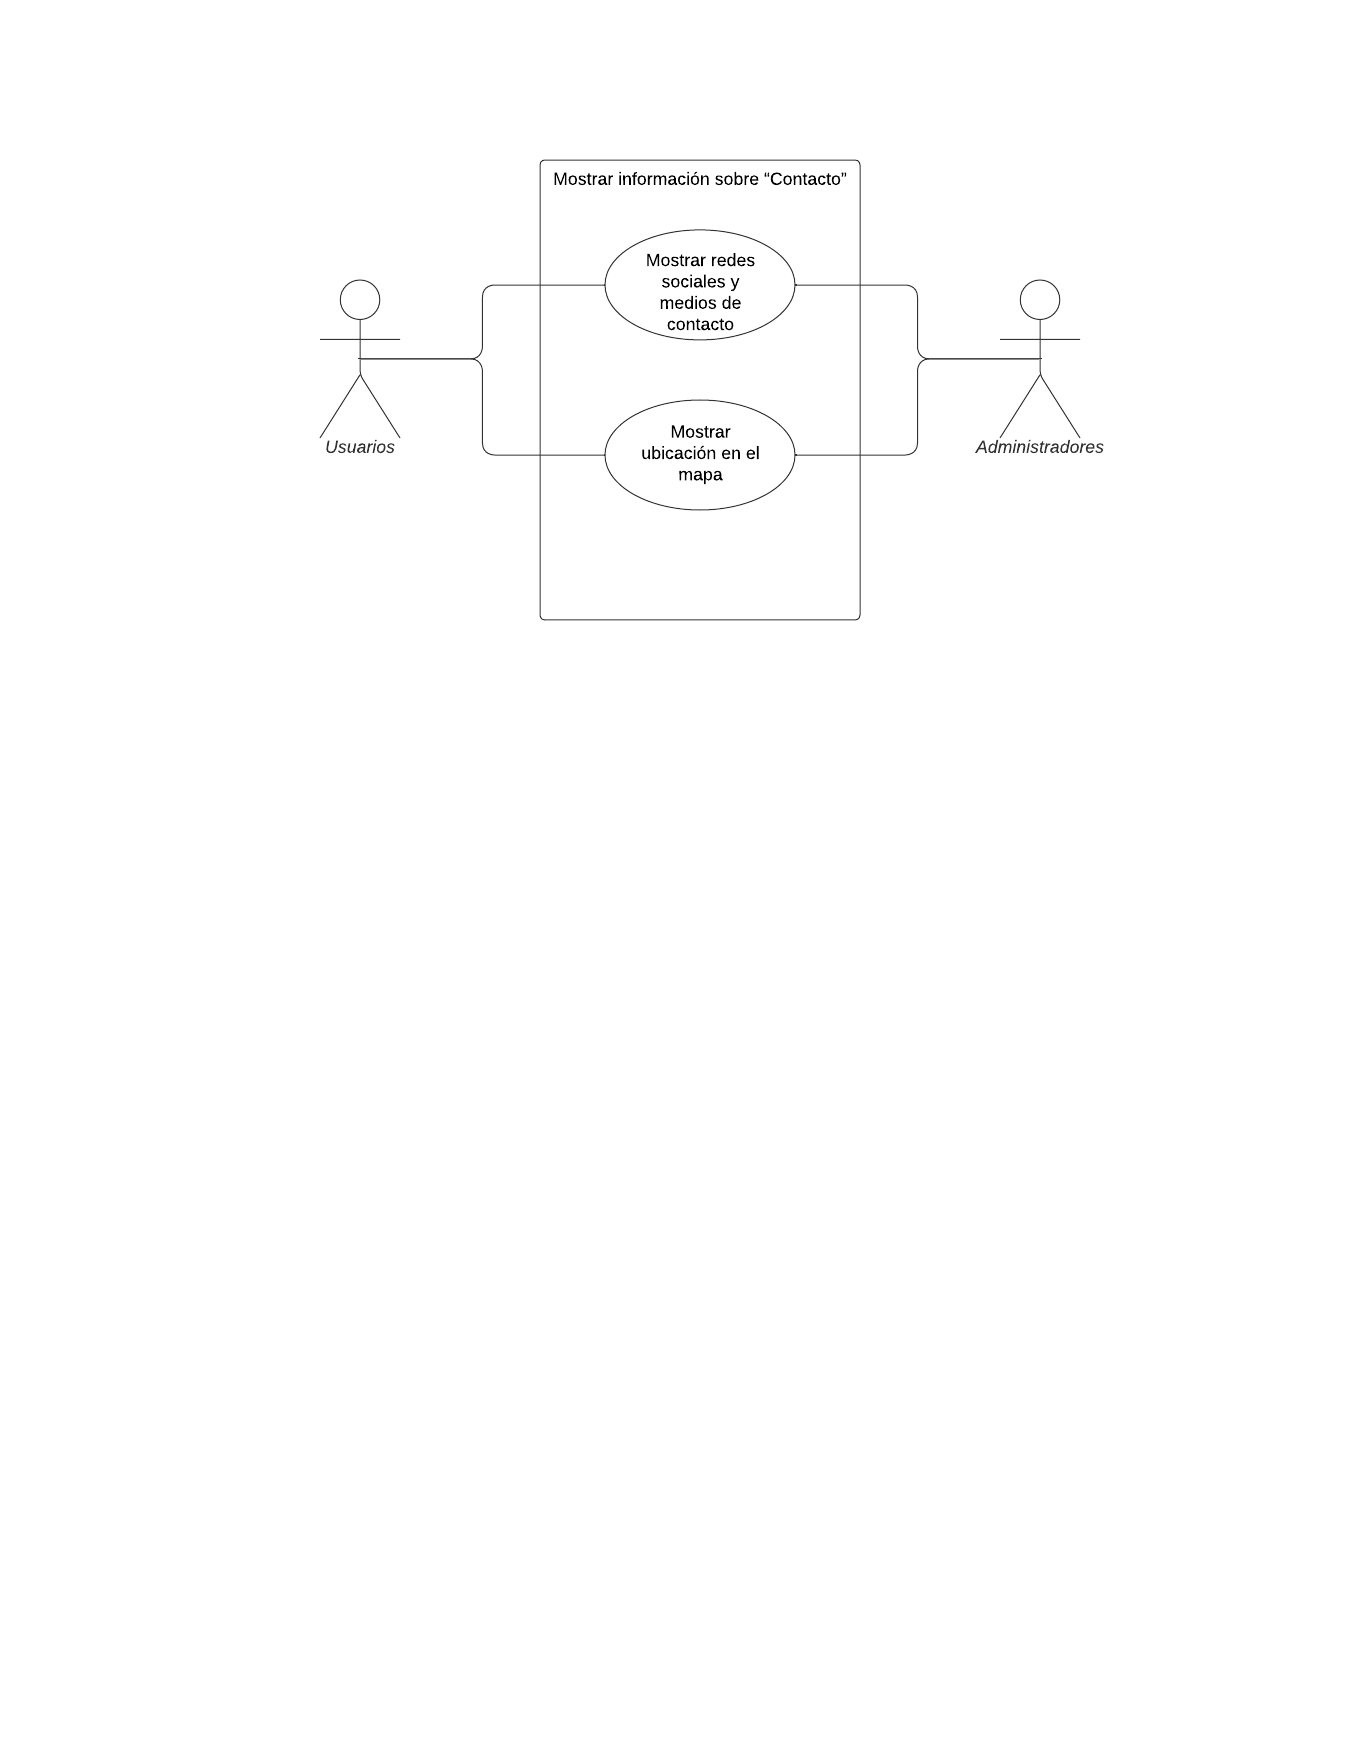 Mostrar información sobre “Contacto”
Mostrar redes
sociales y
medios de
contacto
Usuarios
Administradores
Mostrar
ubicación en el
mapa